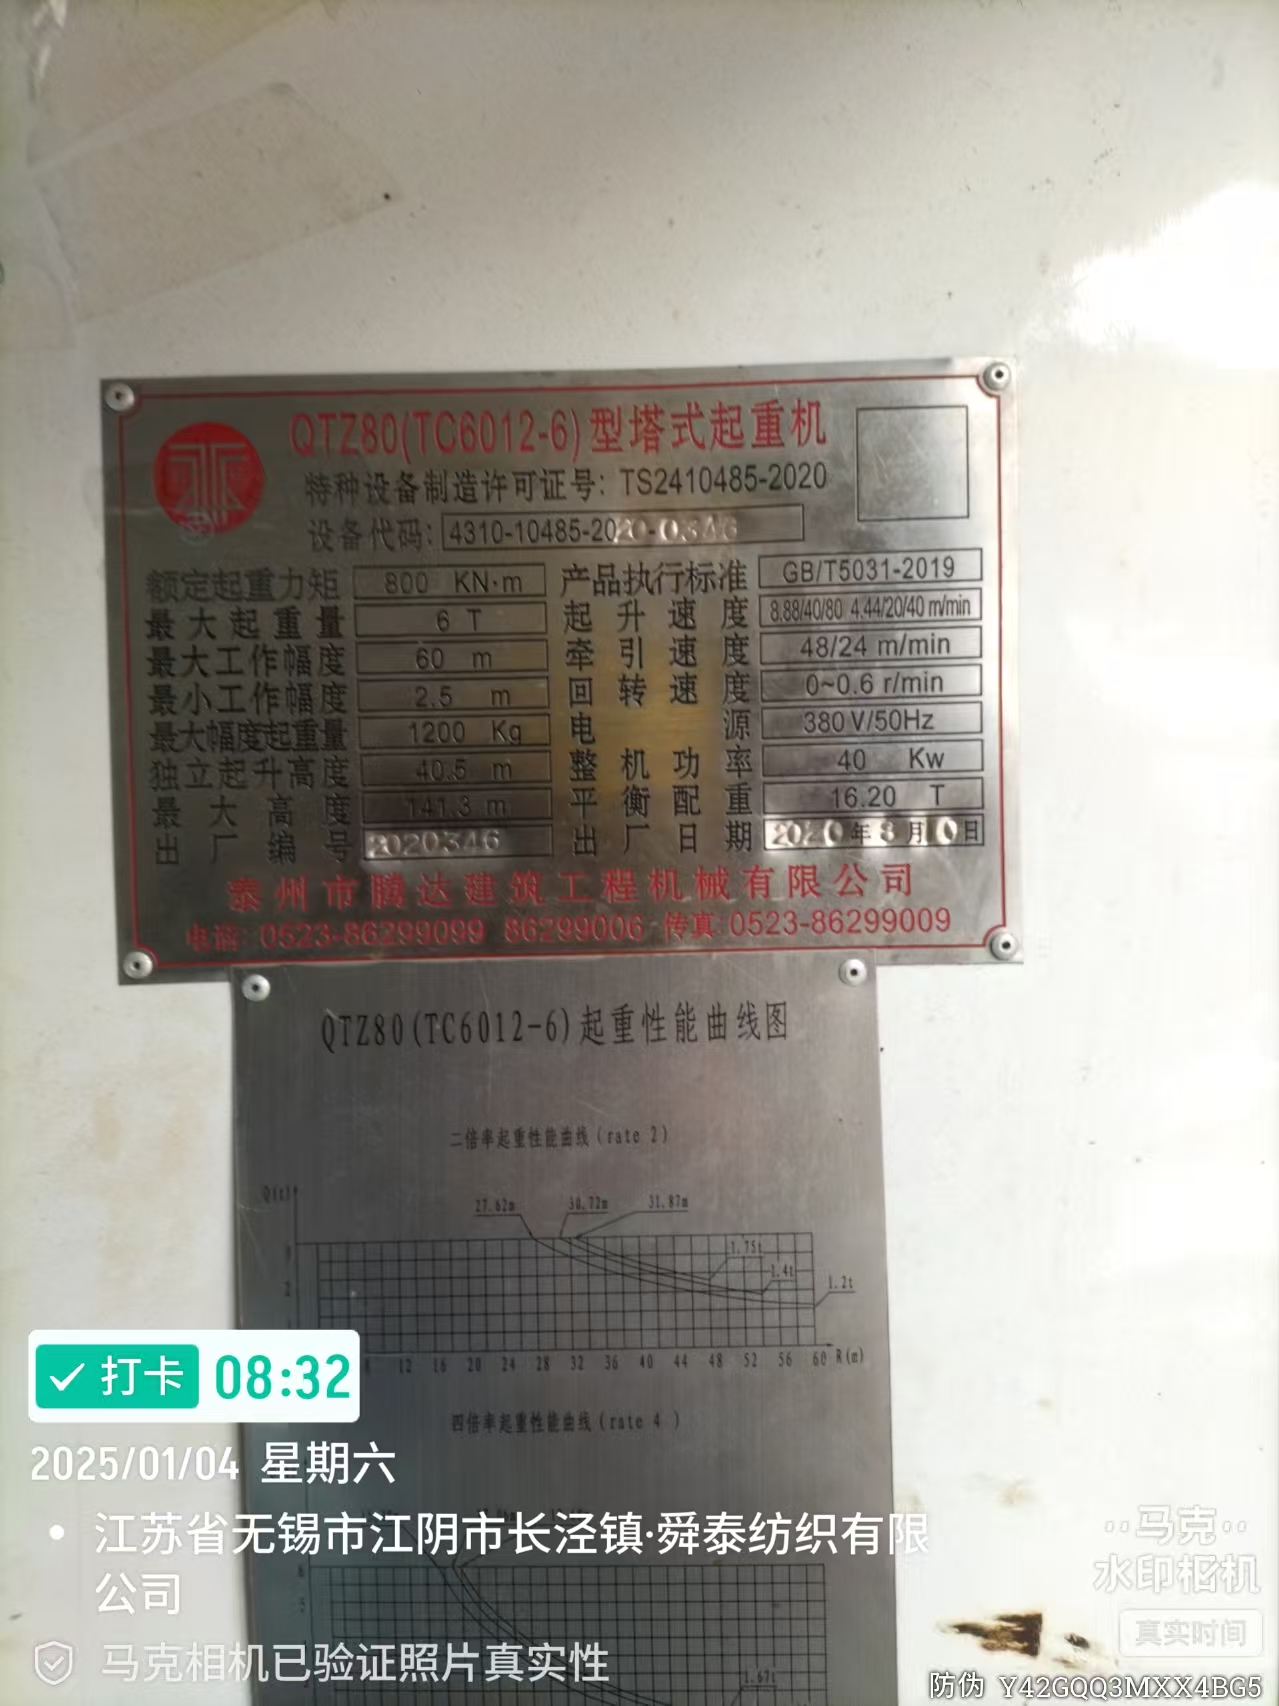 QTZ80(TC6012-6)型塔式起重机
特种设备制造许可证号：TS2410485-2020
设备代码：4310-10485-2020-0346
额定起重力矩 800 KN·m 产品执行标准 GB/T5031-2019
最大起重量 6 T 起升速度 8.88/40/80 4.44/20/40 m/min
最大工作幅度 60 m 牵引速度 48/24 m/min
最小工作幅度 2.5 m 回转速度 0~0.6 r/min
最大幅度起重量 1200 Kg 电源 380V/50Hz
独立起升高度 40.5 m 整机功率 40 Kw
最大高度 141.3 m 平衡配重 16.20 T
出厂编号 2020346 出厂日期 2020年8月 0日
泰州市腾达建筑工程机械有限公司
电话：0523-86299099 86299006 传真：0523-86299009
QTZ80(TC6012-6)起重性能曲线图
二倍率起重性能曲线(rate 2)
Q(t)
27.62m 30.72m 31.87m
1.75t
1.4t
1.2t
2
8 12 16 20 24 28 32 36 40 44 48 52 56 60 R(m)
四倍率起重性能曲线(rate 4)
6
5
1.67t
打卡 08:32
2025/01/04 星期六
江苏省无锡市江阴市长泾镇·舜泰纺织有限
公司
马克相机已验证照片真实性
马克
水印相机
真实时间
防伪 Y42GQQ3MXX4BG5